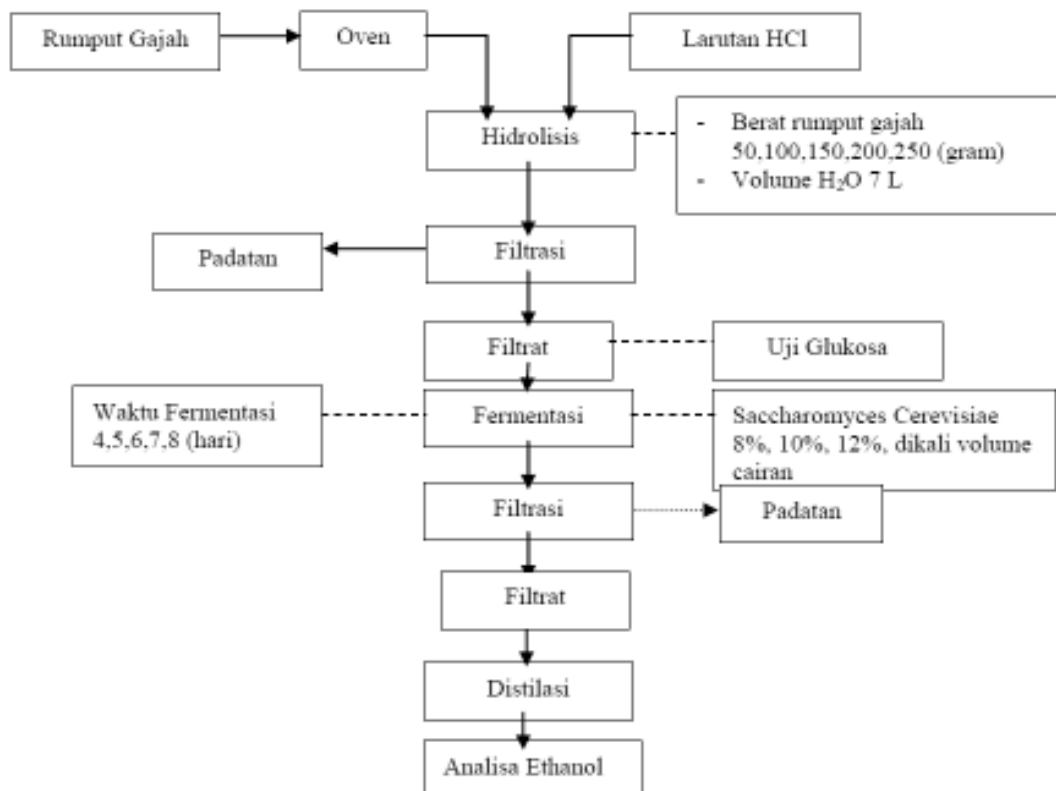 Rumput Gajah
Oven
Larutan HCl
Hidrolisis
- Berat rumput gajah
50,100,150,200,250 (gram)
- Volume H₂O 7 L
Padatan
Filtrasi
Filtrat
Uji Glukosa
Waktu Fermentasi
4,5,6,7,8 (hari)
Fermentasi
Saccharomyces Cerevisiae
8%, 10%, 12%, dikali volume
cairan
Filtrasi
Padatan
Filtrat
Distilasi
Analisa Ethanol